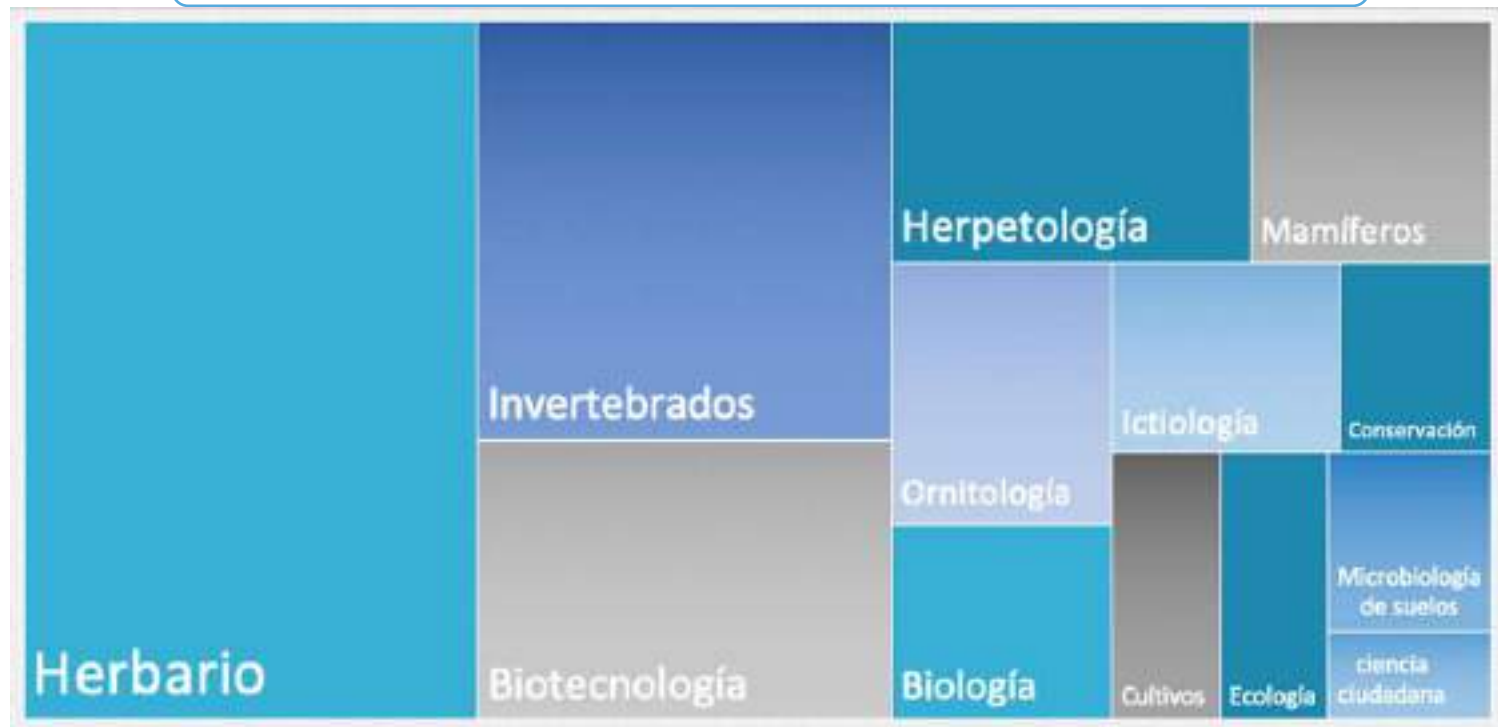 Herbario
Invertebrados
Biotecnología
Herpetología
Mamíferos
Ornitología
Ictiología
Conservación
Biología
Cultivos
Ecología
Microbiología
de suelos
ciencia
ciudadana